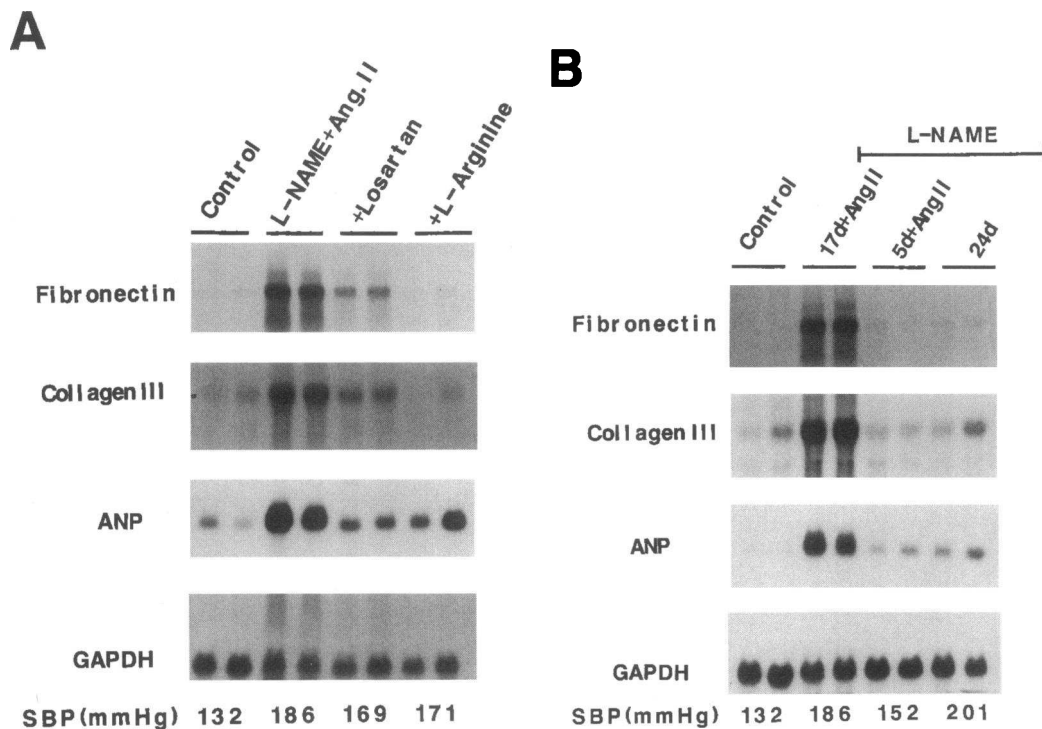 A
Control
L-NAME+Ang.II
+Losartan
+L-Arginine
Fibronectin
Collagen III
ANP
GAPDH
SBP(mmHg) 132 186 169 171
B
L-NAME
Control
17d+AngII
5d+AngII
24d
Fibronectin
Collagen III
ANP
GAPDH
SBP(mmHg) 132 186 152 201